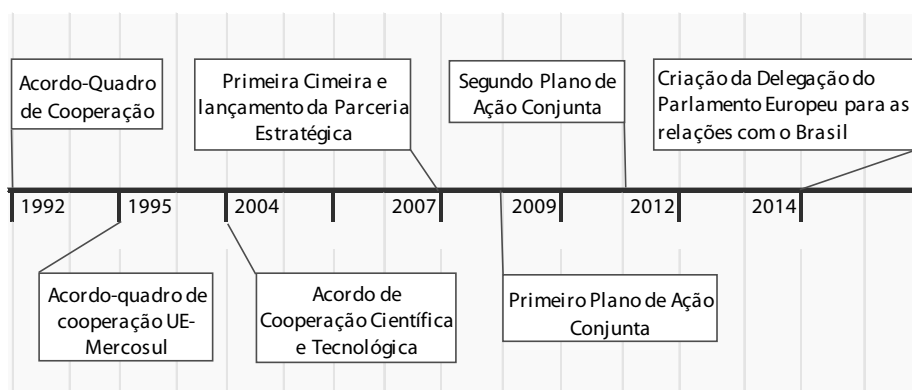 Acordo-Quadro
de Cooperação
Primeira Cimeira e
lançamento da Parceria
Estratégica
Segundo Plano de
Ação Conjunta
Criação da Delegação do
Parlamento Europeu para as
relações com o Brasil
1992
1995
2004
2007
2009
2012
2014
Acordo-quadro de
cooperação UE-
Mercosul
Acordo de
Cooperação Científica
e Tecnológica
Primeiro Plano de Ação
Conjunta